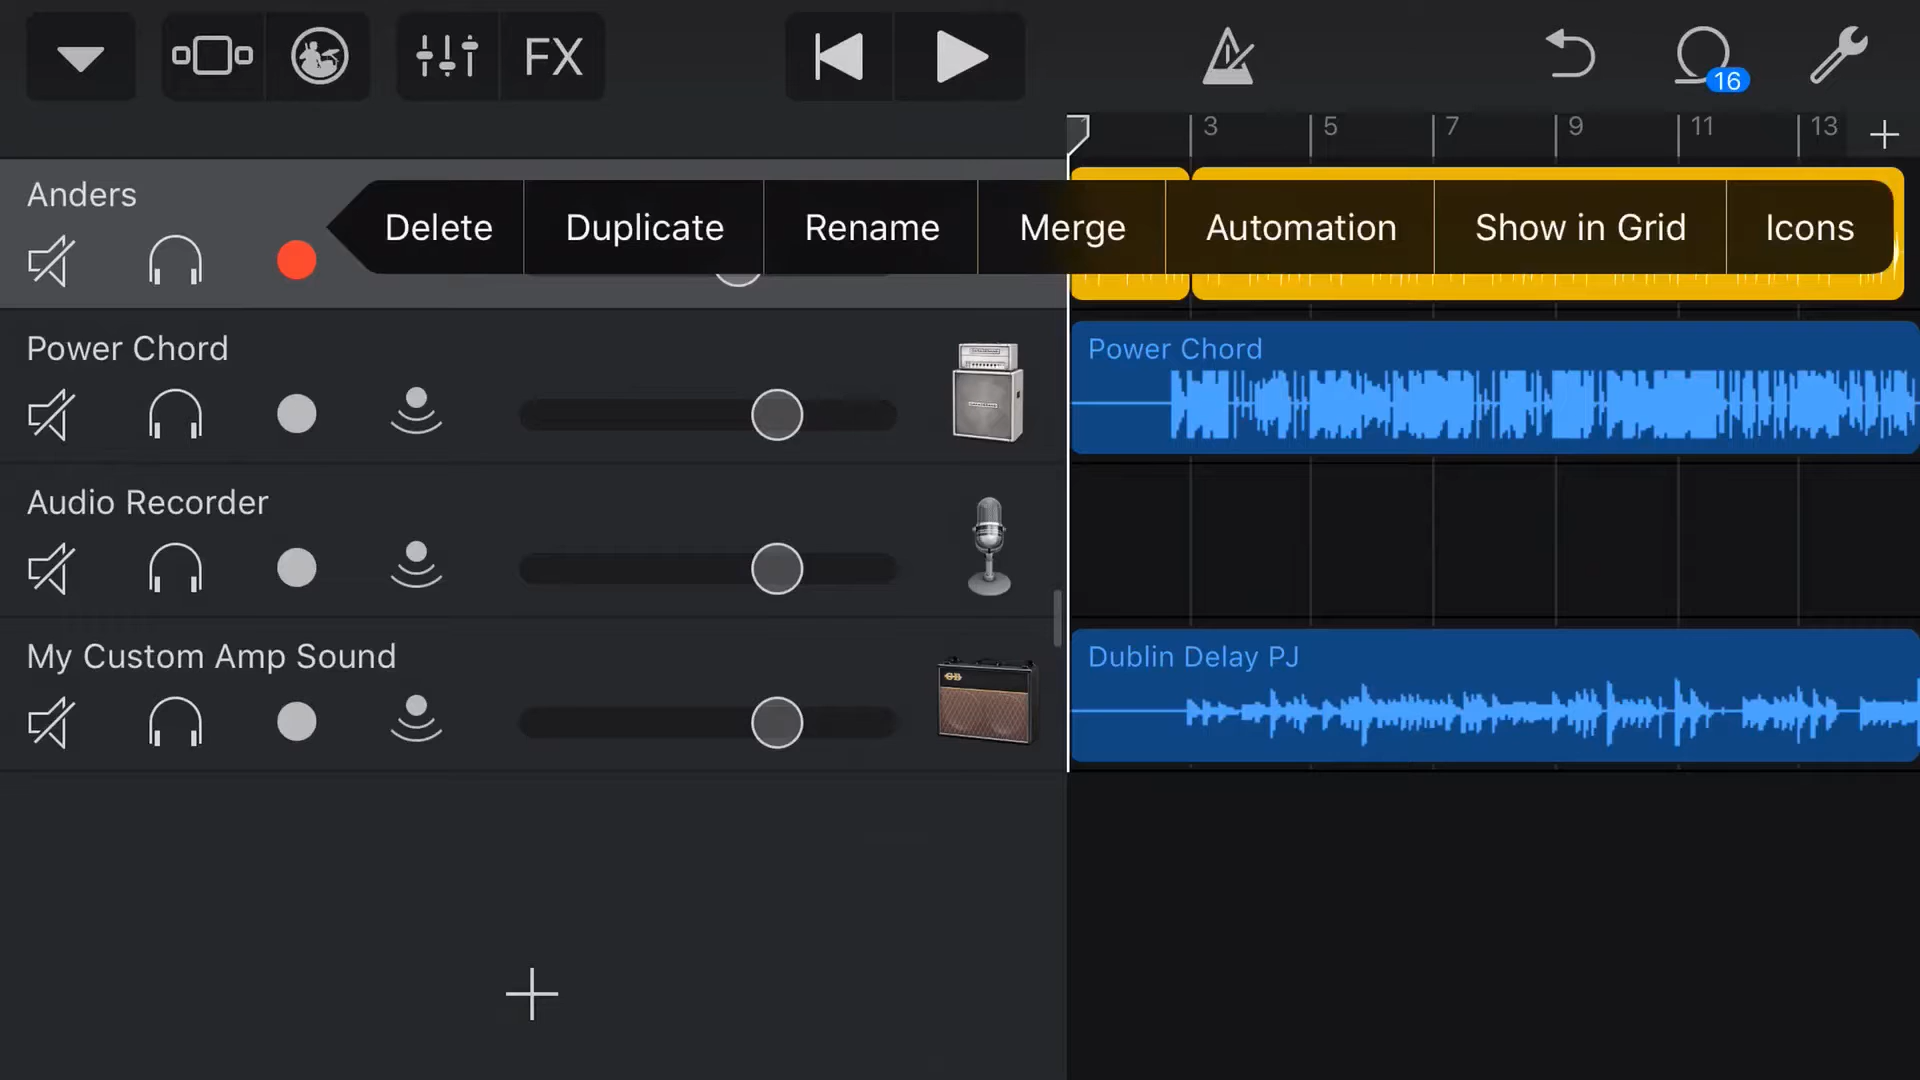 FX
16
3 5 7 9 11 13
Anders
Delete Duplicate Rename Merge Automation Show in Grid Icons
Power Chord
Power Chord
Audio Recorder
My Custom Amp Sound
Dublin Delay PJ